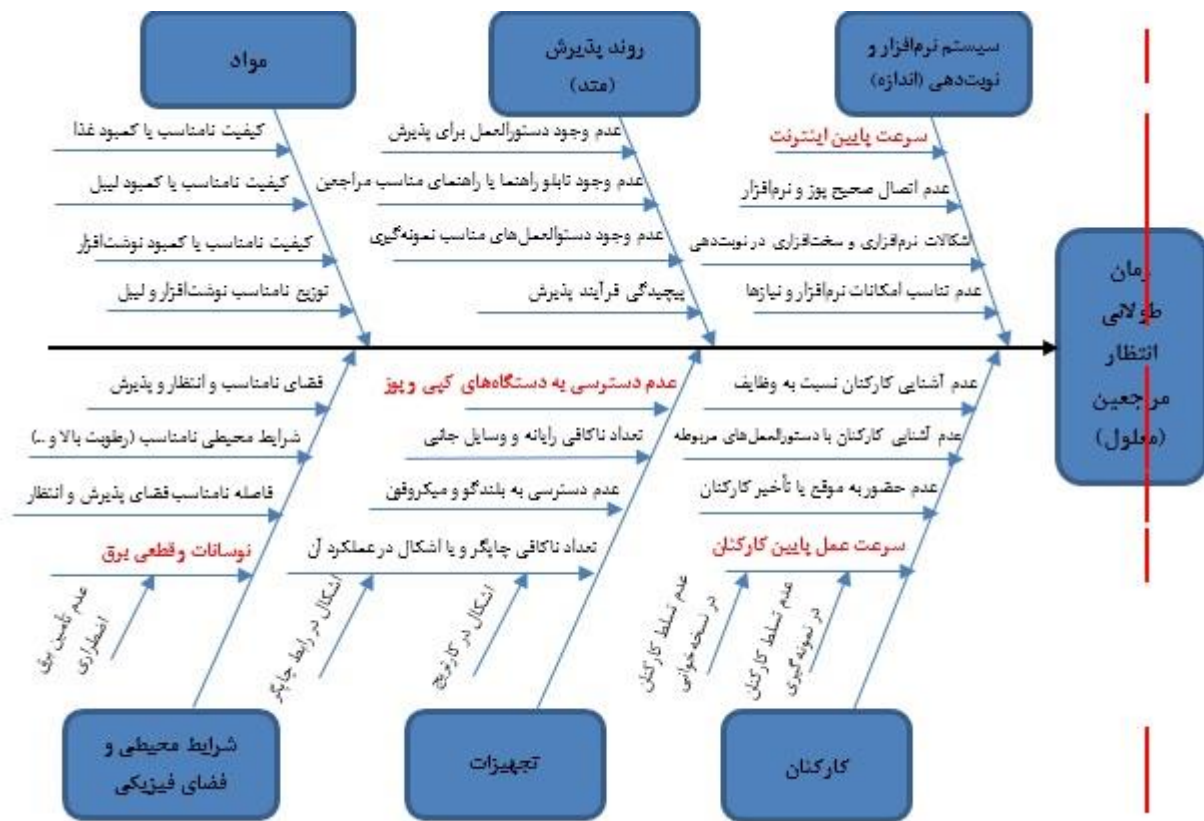 سیستم نرم‌افزار و
نوبت‌دهی (اندازه)
سرعت پایین اینترنت
عدم اتصال صحیح پوز و نرم‌افزار
اشکالات نرم‌افزاری و سخت‌افزاری در نوبت‌دهی
عدم تناسب امکانات نرم‌افزار و نیازها
روند پذیرش
(متد)
عدم وجود دستورالعمل برای پذیرش
عدم وجود تابلو راهنما یا راهنمای مناسب مراجعین
عدم وجود دستوالعمل‌های مناسب نمونه‌گیری
پیچیدگی فرآیند پذیرش
مواد
کیفیت نامناسب یا کمبود غذا
کیفیت نامناسب یا کمبود لیبل
کیفیت نامناسب یا کمبود نوشت‌افزار
توزیع نامناسب نوشت‌افزار و لیبل
زمان
طولانی
انتظار
مراجعین
(معلول)
عدم آشنایی کارکنان نسبت به وظایف
عدم آشنایی کارکنان با دستورالعمل‌های مربوطه
عدم حضور به موقع یا تأخیر کارکنان
سرعت عمل پایین کارکنان
عدم تسلط کارکنان
در نمونه‌گیری
عدم تسلط کارکنان
در نسخه‌خوانی
کارکنان
عدم دسترسی به دستگاه‌های کپی و پوز
تعداد ناکافی رایانه و وسایل جانبی
عدم دسترسی به بلندگو و میکروفون
تعداد ناکافی چاپگر و یا اشکال در عملکرد آن
اشکال در کارتریج
اشکال در رابط چاپگر
تجهیزات
فضای نامناسب و انتظار و پذیرش
شرایط محیطی نامناسب (رطوبت بالا و ...)
فاصله نامناسب فضای پذیرش و انتظار
نوسانات و قطعی برق
عدم تأمین برق
اضطراری
شرایط محیطی و
فضای فیزیکی